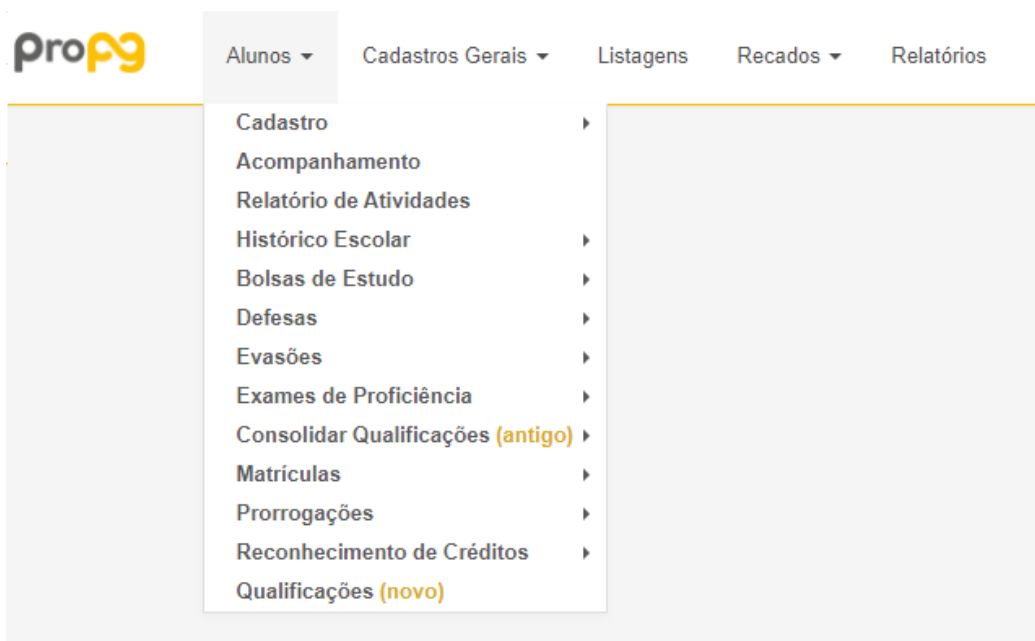 propg
Alunos Cadastros Gerais Listagens Recados Relatórios
Cadastro
Acompanhamento
Relatório de Atividades
Histórico Escolar
Bolsas de Estudo
Defesas
Evasões
Exames de Proficiência
Consolidar Qualificações (antigo)
Matrículas
Prorrogações
Reconhecimento de Créditos
Qualificações (novo)